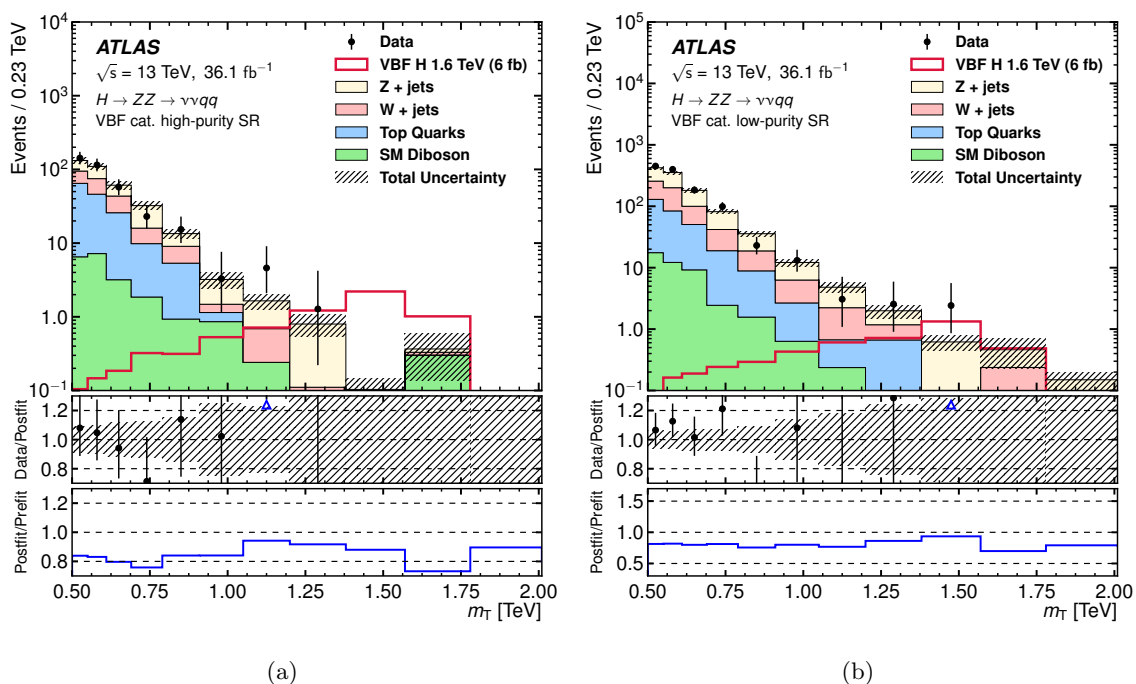 Events / 0.23 TeV
10⁴
10³
10²
10
1.0
10⁻¹
ATLAS
√s = 13 TeV, 36.1 fb⁻¹
H → ZZ → ννqq
VBF cat. high-purity SR
Data
VBF H 1.6 TeV (6 fb)
Z + jets
W + jets
Top Quarks
SM Diboson
Total Uncertainty
Data/Postfit
1.2
1.0
0.8
Postfit/Prefit
1.2
1.0
0.8
0.50 0.75 1.00 1.25 1.50 1.75 2.00
m_T [TeV]
(a)
Events / 0.23 TeV
10⁵
10⁴
10³
10²
10
1.0
10⁻¹
ATLAS
√s = 13 TeV, 36.1 fb⁻¹
H → ZZ → ννqq
VBF cat. low-purity SR
Data
VBF H 1.6 TeV (6 fb)
Z + jets
W + jets
Top Quarks
SM Diboson
Total Uncertainty
Data/Postfit
1.2
1.0
0.8
Postfit/Prefit
1.5
1.0
0.5
0.50 0.75 1.00 1.25 1.50 1.75 2.00
m_T [TeV]
(b)